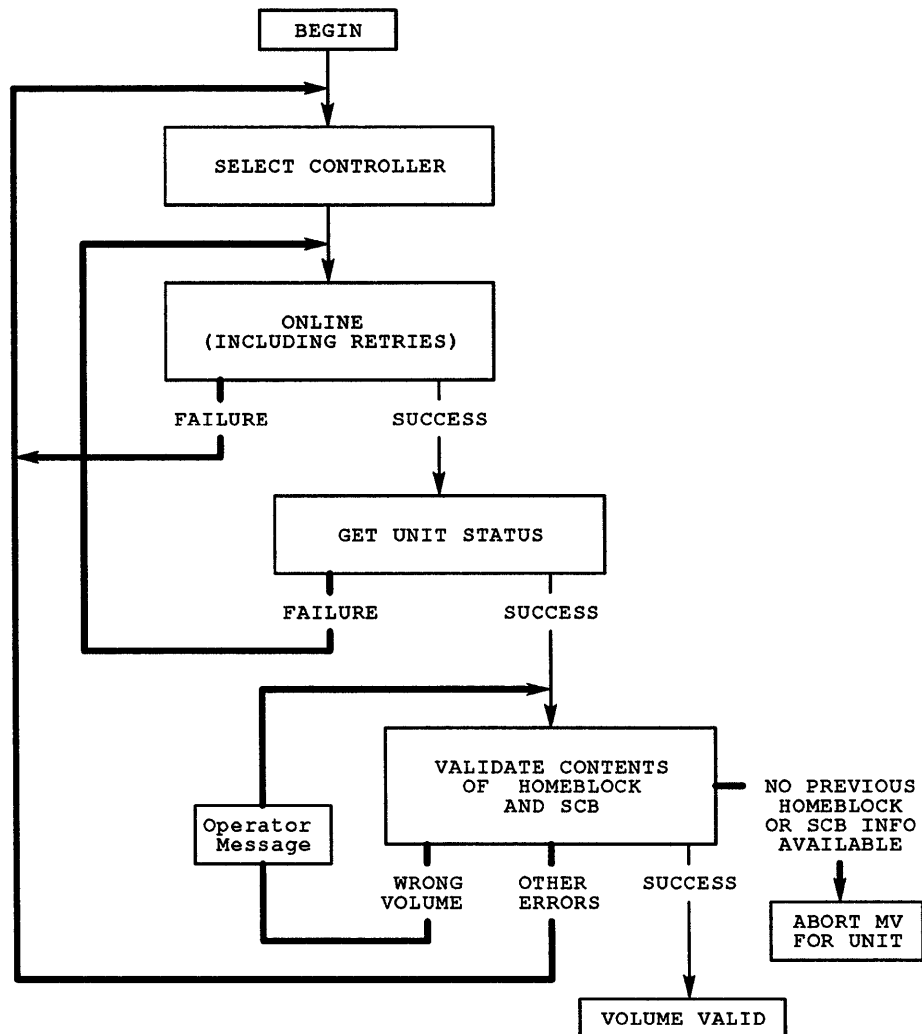 BEGIN
SELECT CONTROLLER
ONLINE
(INCLUDING RETRIES)
FAILURE
SUCCESS
GET UNIT STATUS
FAILURE
SUCCESS
VALIDATE CONTENTS
OF HOMEBLOCK
AND SCB
NO PREVIOUS
HOMEBLOCK
OR SCB INFO
AVAILABLE
Operator
Message
WRONG
VOLUME
OTHER
ERRORS
SUCCESS
ABORT MV
FOR UNIT
VOLUME VALID